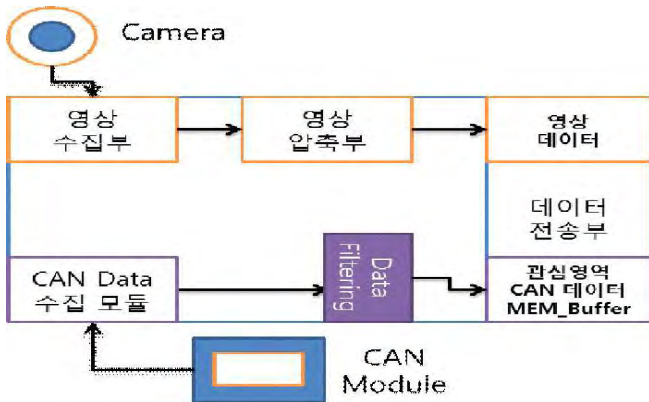 Camera
영상
수집부
영상
압축부
영상
데이터
데이터
전송부
CAN Data
수집 모듈
Data
Filtering
관심영역
CAN 데이터
MEM_Buffer
CAN
Module